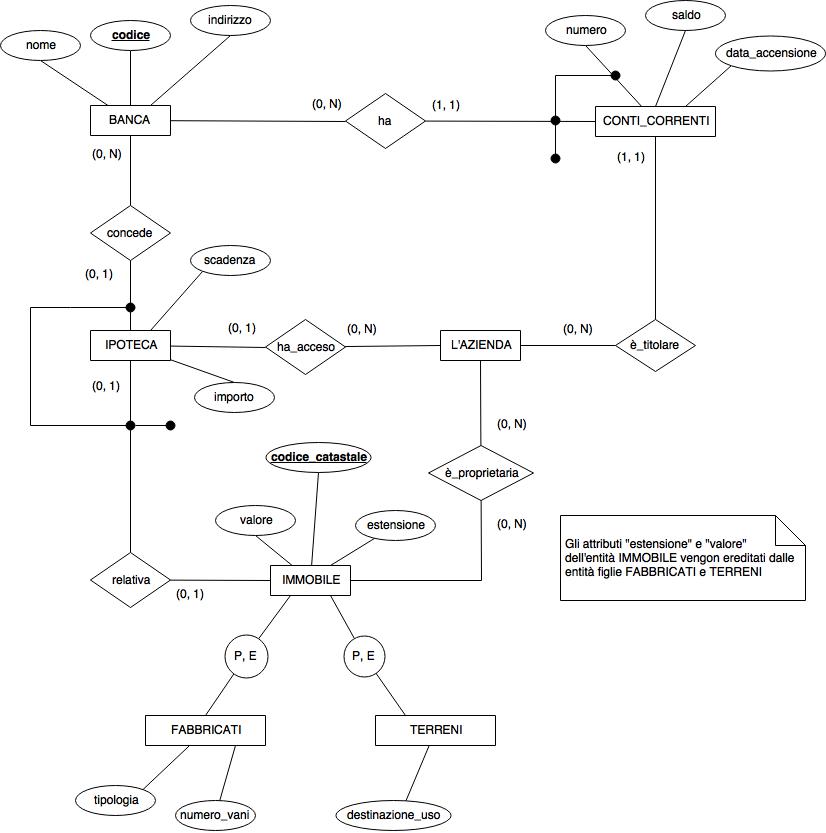 indirizzo
codice
nome
saldo
numero
data_accensione
(0, N)
(1, 1)
BANCA
ha
CONTI_CORRENTI
(0, N)
(1, 1)
concede
scadenza
(0, 1)
(0, 1)
(0, N)
(0, N)
IPOTECA
ha_acceso
L'AZIENDA
è_titolare
(0, 1)
importo
(0, N)
codice_catastale
è_proprietaria
valore
estensione
(0, N)
Gli attributi "estensione" e "valore"
dell'entità IMMOBILE vengon ereditati dalle
entità figlie FABBRICATI e TERRENI
relativa
(0, 1)
IMMOBILE
P, E
P, E
FABBRICATI
TERRENI
tipologia
numero_vani
destinazione_uso